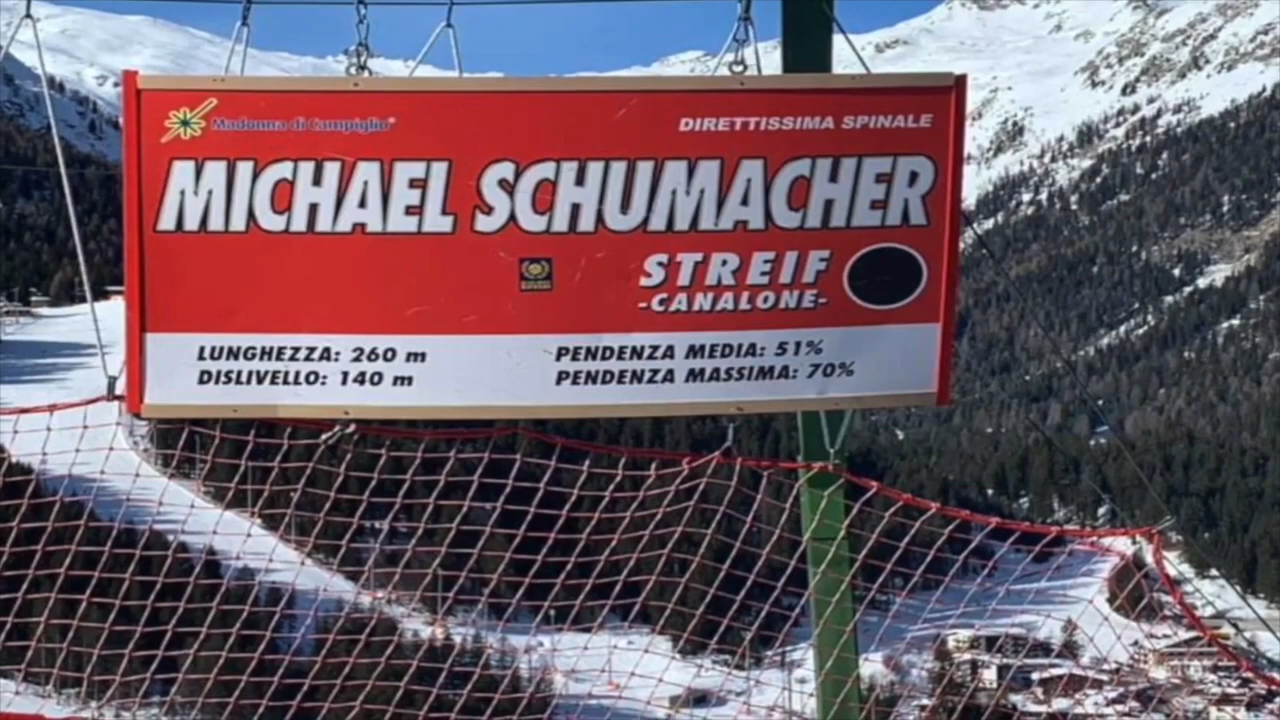 Madonna di Campiglio®
DIRETTISSIMA SPINALE
MICHAEL SCHUMACHER
STREIF
-CANALONE-
LUNGHEZZA: 260 m
DISLIVELLO: 140 m
PENDENZA MEDIA: 51%
PENDENZA MASSIMA: 70%